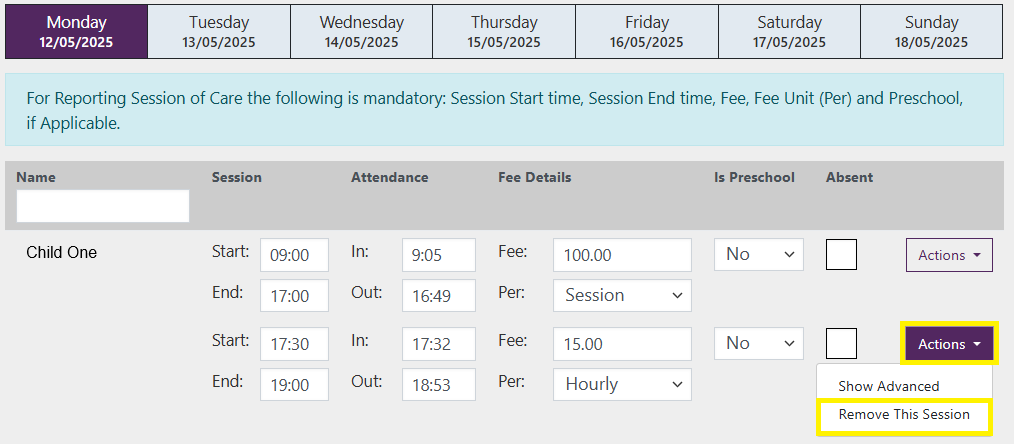 Monday Tuesday Wednesday Thursday Friday Saturday Sunday
12/05/2025 13/05/2025 14/05/2025 15/05/2025 16/05/2025 17/05/2025 18/05/2025
For Reporting Session of Care the following is mandatory: Session Start time, Session End time, Fee, Fee Unit (Per) and Preschool,
if Applicable.
Name Session Attendance Fee Details Is Preschool Absent
Child One Start: 09:00 In: 9:05 Fee: 100.00 No Actions
End: 17:00 Out: 16:49 Per: Session
Start: 17:30 In: 17:32 Fee: 15.00 No Actions
End: 19:00 Out: 18:53 Per: Hourly
Show Advanced
Remove This Session